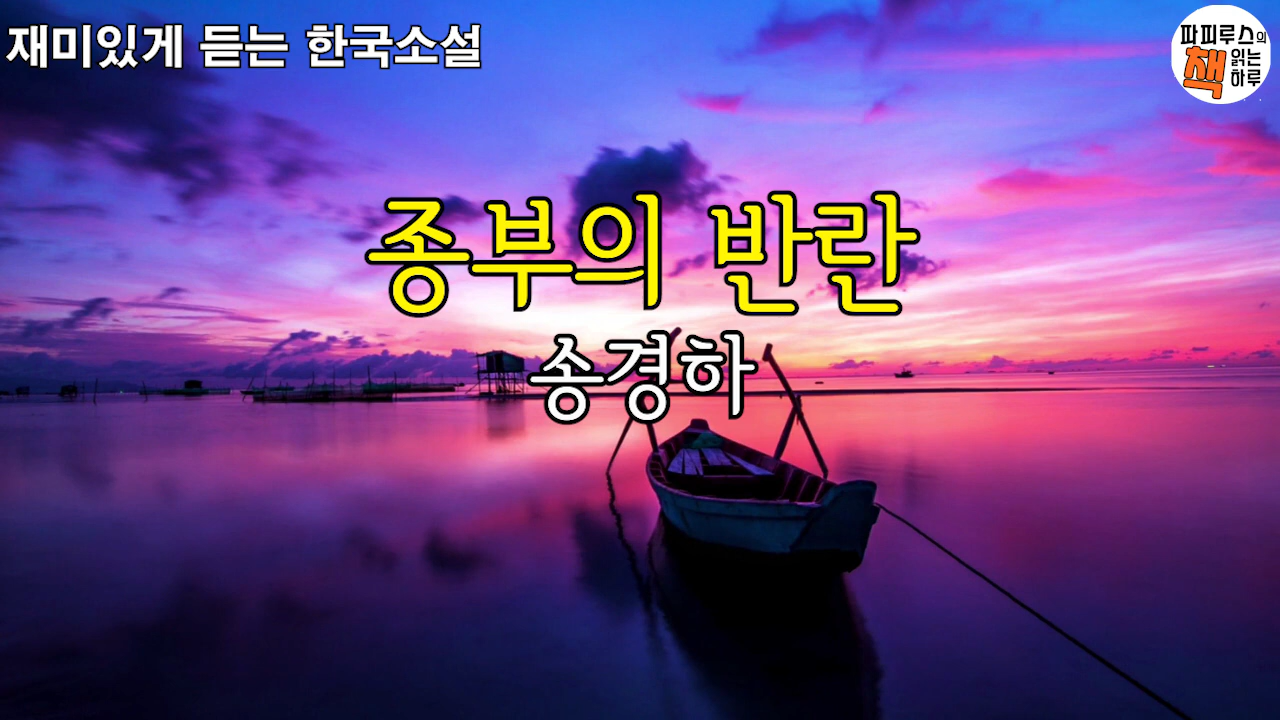 재미있게 듣는 한국소설
파피루스의
책 읽는
하루
종부의 반란
송경하